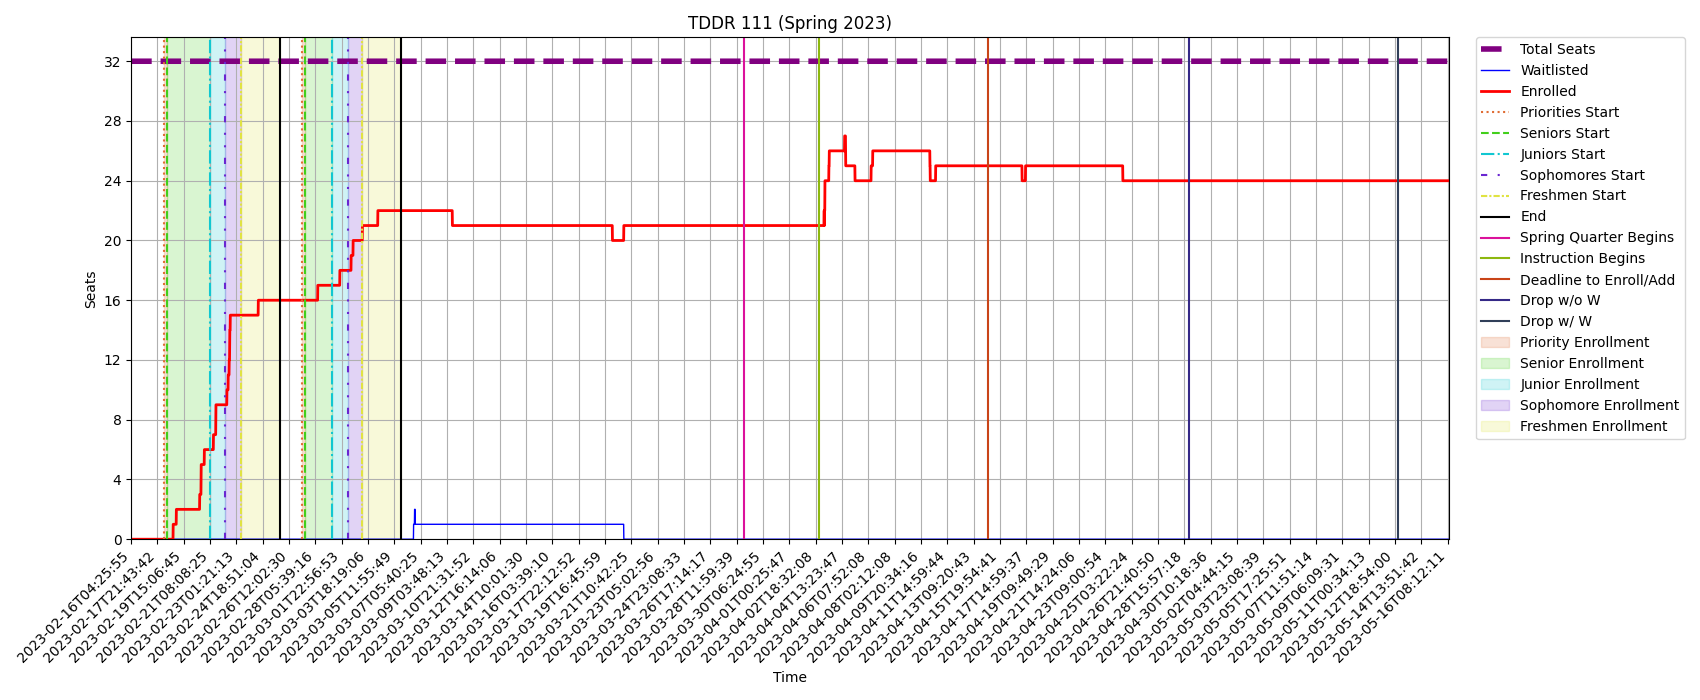 TDDR 111 (Spring 2023)
32
28
24
20
16
12
8
4
0
Seats
2023-02-16T04:25:55
2023-02-17T21:43:42
2023-02-19T15:06:45
2023-02-21T08:08:25
2023-02-23T01:21:13
2023-02-24T18:51:04
2023-02-26T12:02:30
2023-02-28T05:39:16
2023-03-01T22:56:53
2023-03-03T18:19:06
2023-03-05T11:55:49
2023-03-07T05:40:25
2023-03-09T03:48:13
2023-03-10T21:31:52
2023-03-12T16:14:06
2023-03-14T10:01:30
2023-03-16T03:39:10
2023-03-17T22:12:52
2023-03-19T16:45:59
2023-03-21T10:42:25
2023-03-23T05:02:56
2023-03-24T23:08:33
2023-03-26T17:14:17
2023-03-28T11:59:39
2023-03-30T06:24:55
2023-04-01T00:25:47
2023-04-02T18:32:08
2023-04-04T13:23:47
2023-04-06T07:52:08
2023-04-08T02:12:08
2023-04-09T20:34:16
2023-04-11T14:59:44
2023-04-13T09:20:43
2023-04-15T19:54:41
2023-04-17T14:59:37
2023-04-19T09:49:29
2023-04-21T14:24:06
2023-04-23T09:00:54
2023-04-25T03:22:24
2023-04-26T21:40:50
2023-04-28T15:57:18
2023-04-30T10:18:36
2023-05-02T04:44:15
2023-05-03T23:08:39
2023-05-05T17:25:51
2023-05-07T11:51:14
2023-05-09T06:09:31
2023-05-11T00:34:13
2023-05-12T18:54:00
2023-05-14T13:51:42
2023-05-16T08:12:11
Time
Total Seats
Waitlisted
Enrolled
Priorities Start
Seniors Start
Juniors Start
Sophomores Start
Freshmen Start
End
Spring Quarter Begins
Instruction Begins
Deadline to Enroll/Add
Drop w/o W
Drop w/ W
Priority Enrollment
Senior Enrollment
Junior Enrollment
Sophomore Enrollment
Freshmen Enrollment